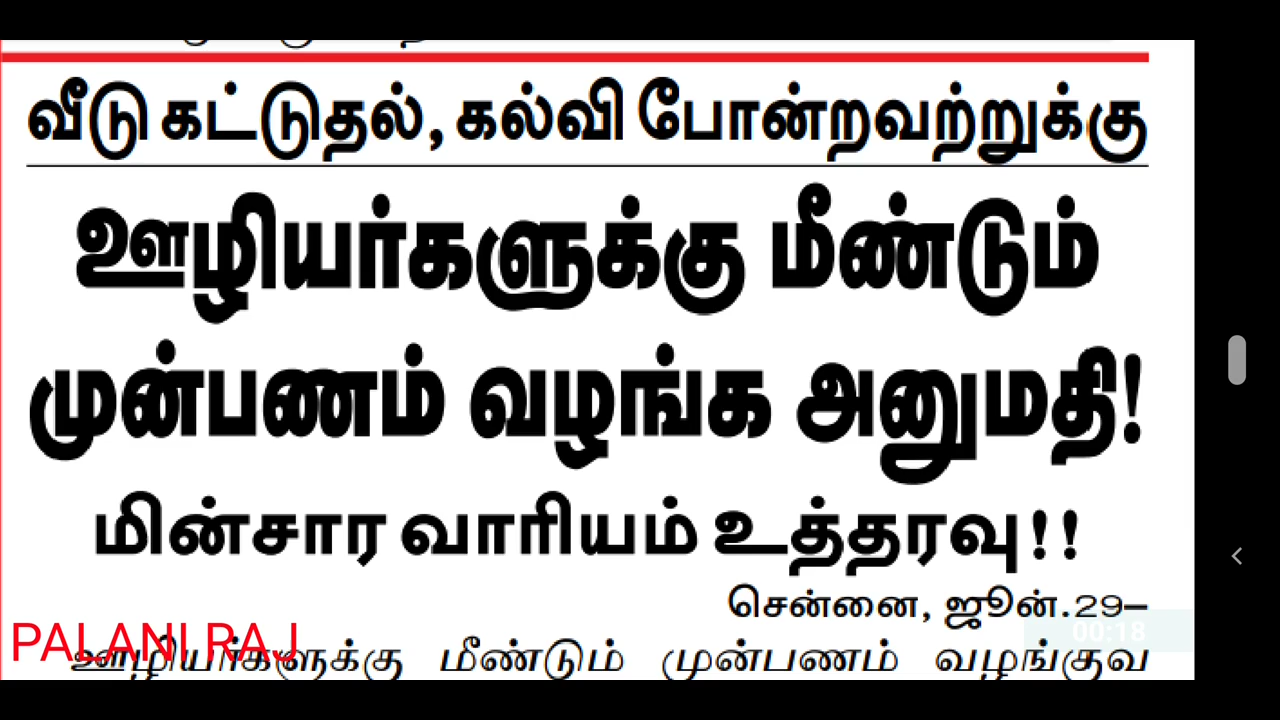 வீடு கட்டுதல், கல்வி போன்றவற்றுக்கு
ஊழியர்களுக்கு மீண்டும்
முன்பணம் வழங்க அனுமதி!
மின்சார வாரியம் உத்தரவு!!
சென்னை, ஜூன்.29–
00:18
PALANI RAJ
ஊழியர்களுக்கு மீண்டும் முன்பணம் வழங்குவ